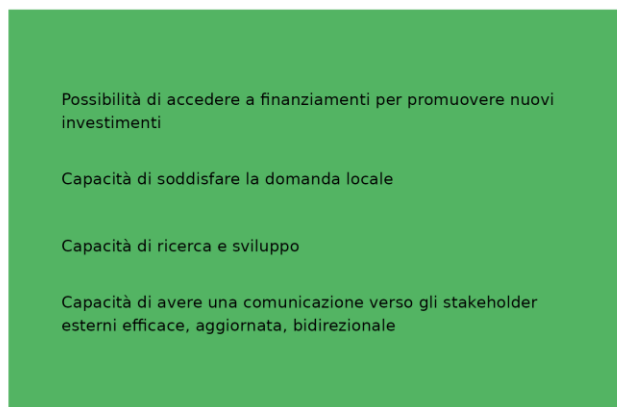 Possibilità di accedere a finanziamenti per promuovere nuovi
investimenti
Capacità di soddisfare la domanda locale
Capacità di ricerca e sviluppo
Capacità di avere una comunicazione verso gli stakeholder
esterni efficace, aggiornata, bidirezionale